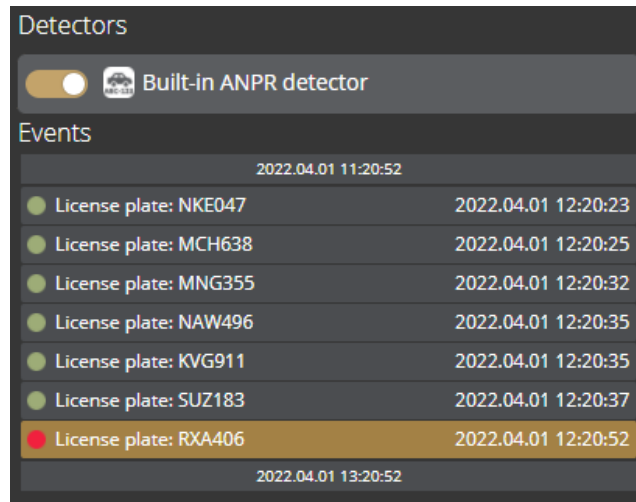 Detectors
ABC-123
Built-in ANPR detector
Events
2022.04.01 11:20:52
License plate: NKE047 2022.04.01 12:20:23
License plate: MCH638 2022.04.01 12:20:25
License plate: MNG355 2022.04.01 12:20:32
License plate: NAW496 2022.04.01 12:20:35
License plate: KVG911 2022.04.01 12:20:35
License plate: SUZ183 2022.04.01 12:20:37
License plate: RXA406 2022.04.01 12:20:52
2022.04.01 13:20:52